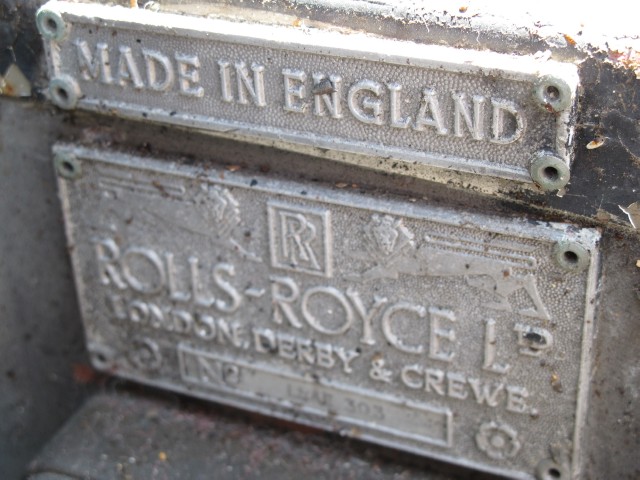 MADE IN ENGLAND
RR
ROLLS-ROYCE LD
LONDON, DERBY & CREWE.
No